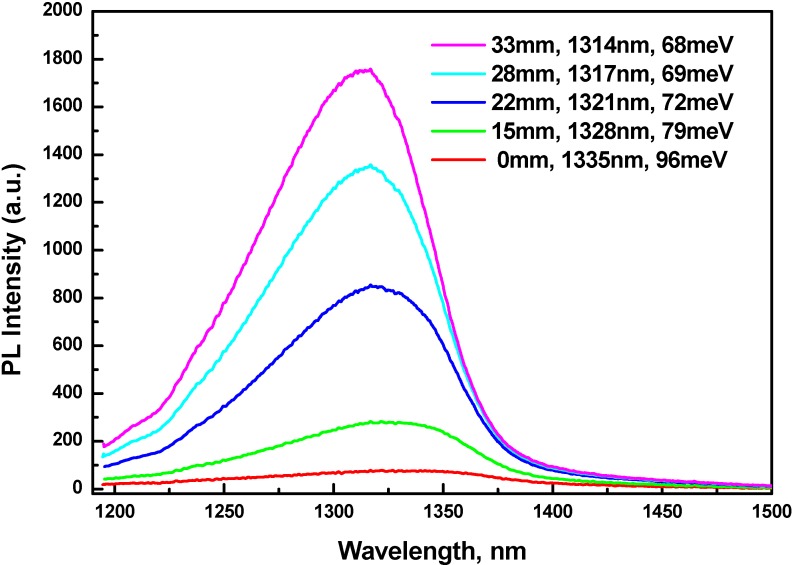 2000
1800
1600
1400
1200
1000
800
600
400
200
0
PL Intensity (a.u.)
33mm, 1314nm, 68meV
28mm, 1317nm, 69meV
22mm, 1321nm, 72meV
15mm, 1328nm, 79meV
0mm, 1335nm, 96meV
1200 1250 1300 1350 1400 1450 1500
Wavelength, nm